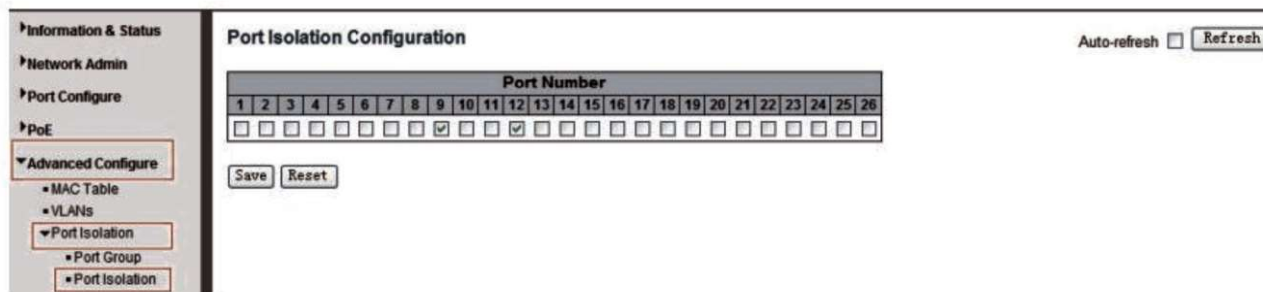 Information & Status
Network Admin
Port Configure
PoE
Advanced Configure
MAC Table
VLANs
Port Isolation
Port Group
Port Isolation
Port Isolation Configuration
Auto-refresh Refresh
Port Number
1 2 3 4 5 6 7 8 9 10 11 12 13 14 15 16 17 18 19 20 21 22 23 24 25 26
Save Reset